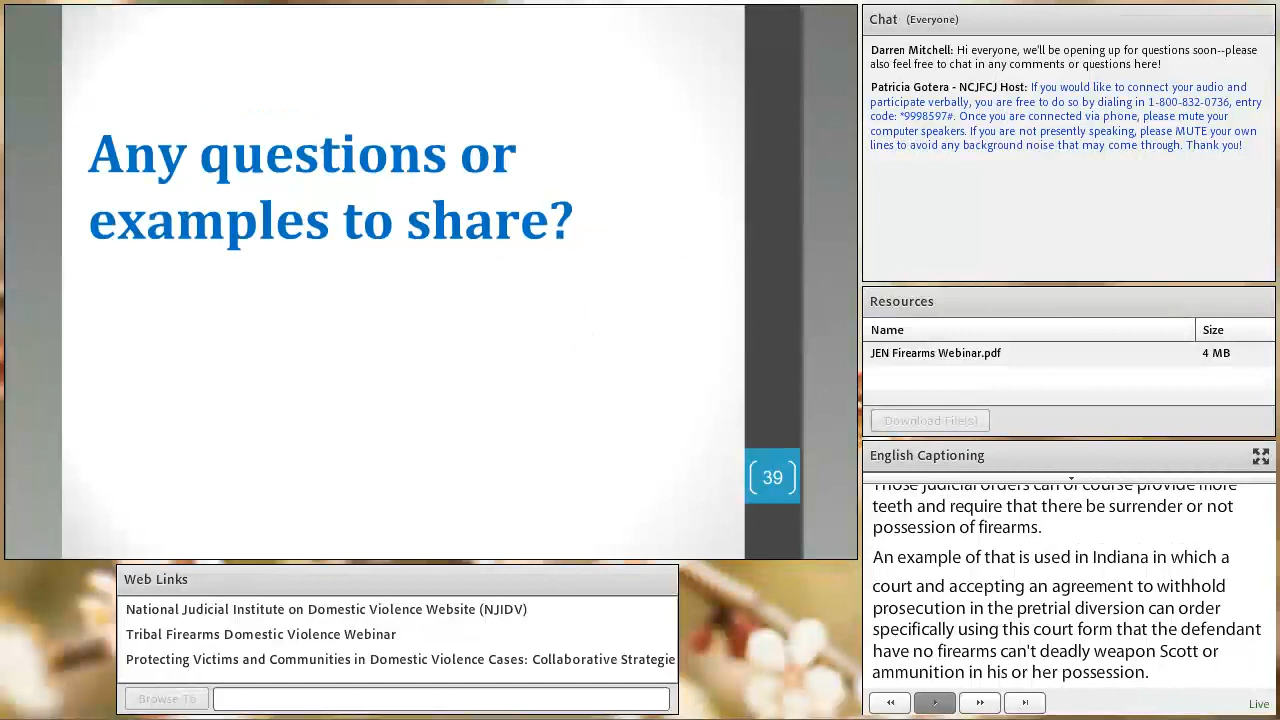 Any questions or
examples to share?
39
Chat (Everyone)
Darren Mitchell: Hi everyone, we'll be opening up for questions soon--please
also feel free to chat in any comments or questions here!
Patricia Gotera - NCJFCJ Host: If you would like to connect your audio and
participate verbally, you are free to do so by dialing in 1-800-832-0736, entry
code: *9998597#. Once you are connected via phone, please mute your
computer speakers. If you are not presently speaking, please MUTE your own
lines to avoid any background noise that may come through. Thank you!
Resources
Name Size
JEN Firearms Webinar.pdf 4 MB
Download File(s)
English Captioning
Those judicial orders can of course provide more
teeth and require that there be surrender or not
possession of firearms.
An example of that is used in Indiana in which a
court and accepting an agreement to withhold
prosecution in the pretrial diversion can order
specifically using this court form that the defendant
have no firearms can't deadly weapon Scott or
ammunition in his or her possession.
Live
Web Links
National Judicial Institute on Domestic Violence Website (NJIDV)
Tribal Firearms Domestic Violence Webinar
Protecting Victims and Communities in Domestic Violence Cases: Collaborative Strategie
Browse To